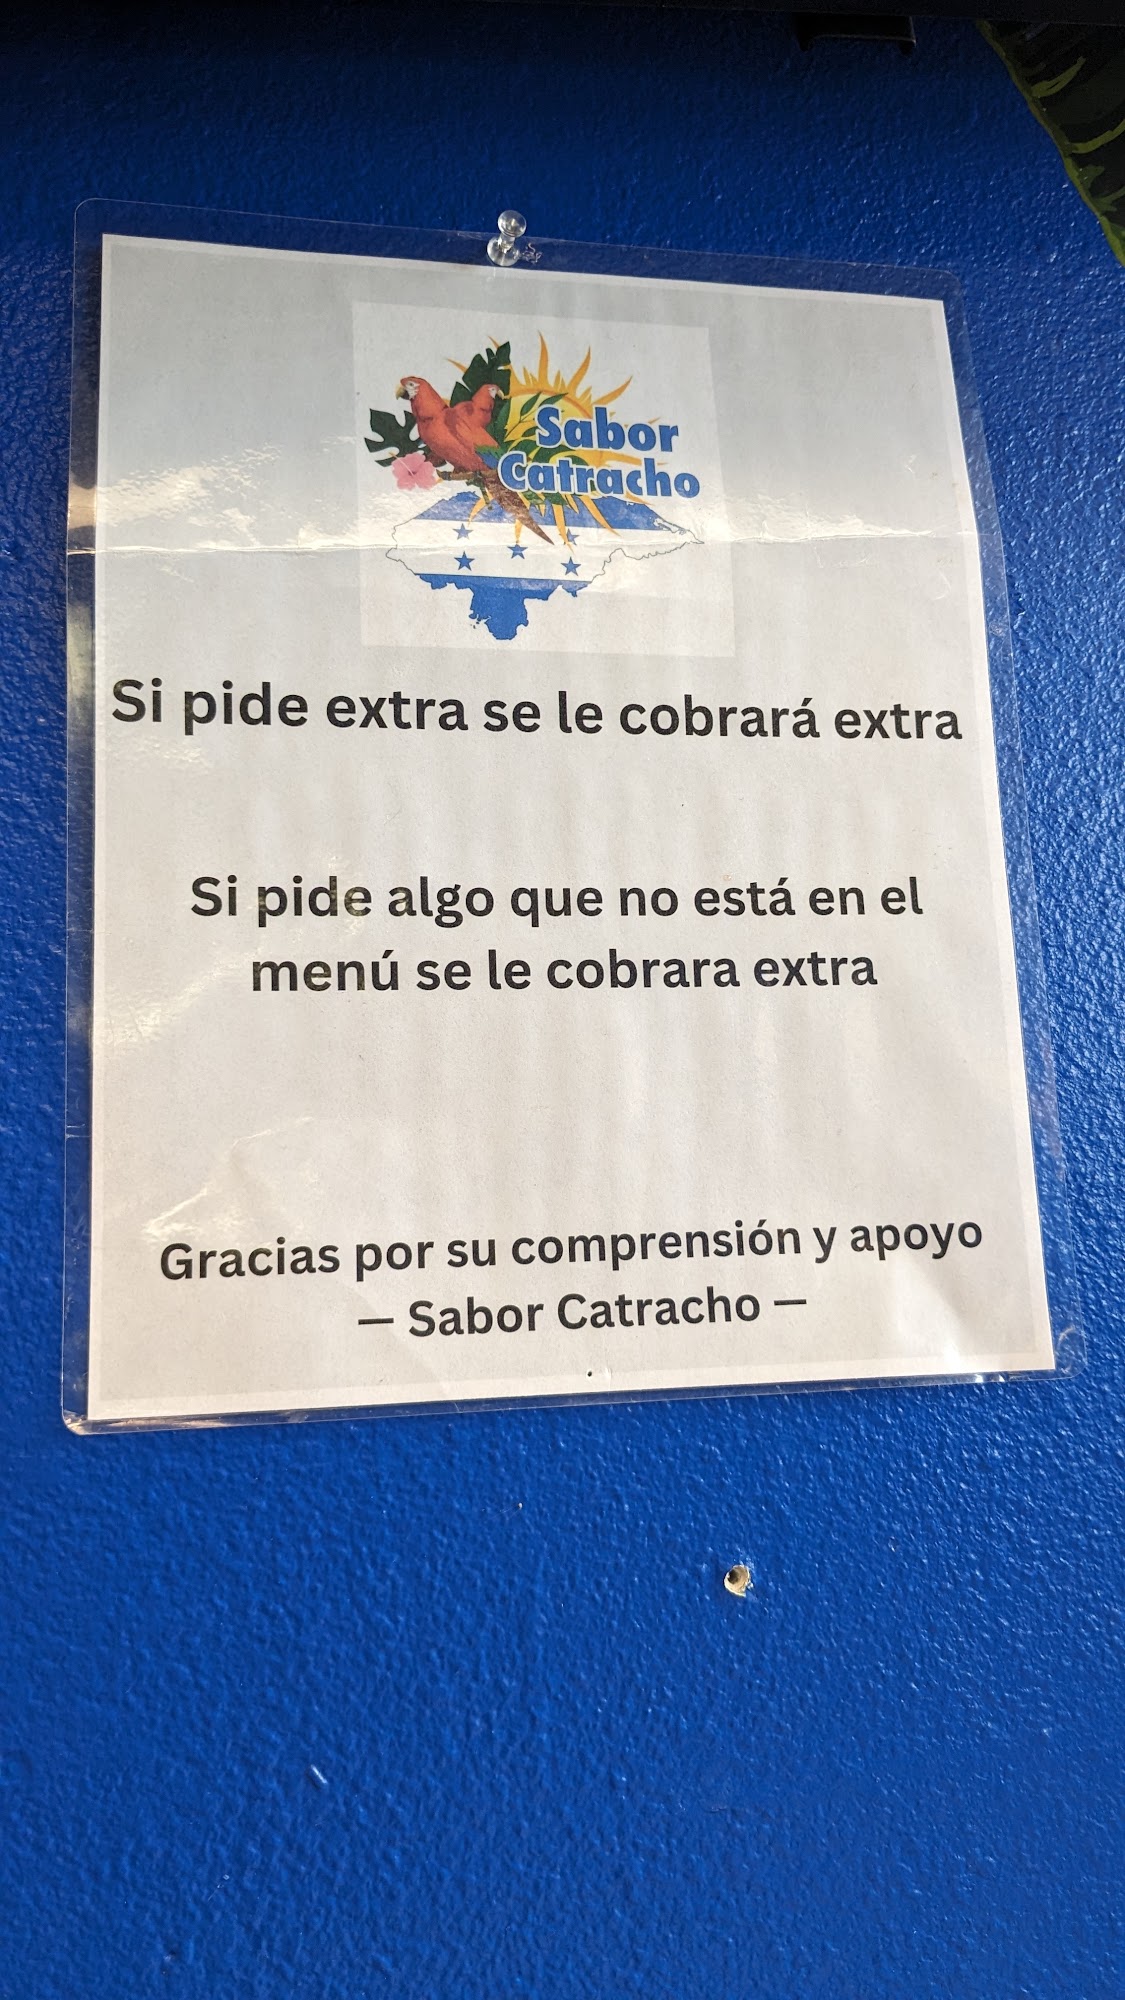 Sabor
Catracho
Si pide extra se le cobrará extra
Si pide algo que no está en el
menú se le cobrara extra
Gracias por su comprensión y apoyo
— Sabor Catracho —